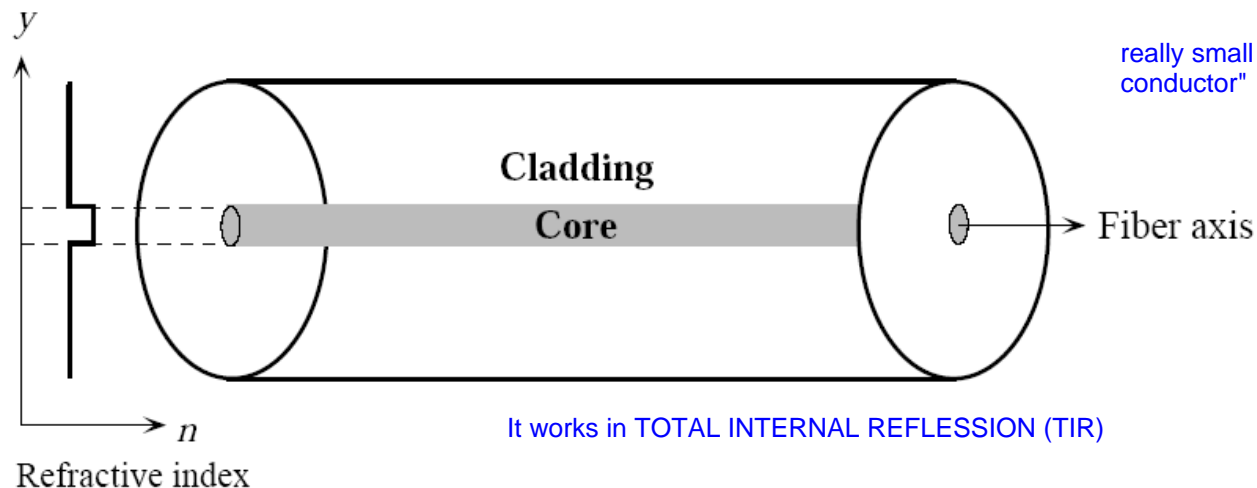 y
really small
conductor"
Cladding
Core
Fiber axis
n
It works in TOTAL INTERNAL REFLESSION (TIR)
Refractive index